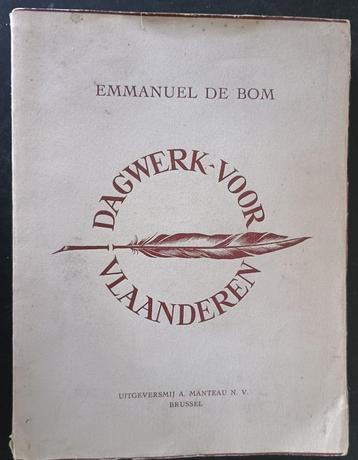 EMMANUEL DE BOM
DAGWERK-VOOR
VLAANDEREN
UITGEVERSMIJ A. MANTEAU N. V.
BRUSSEL